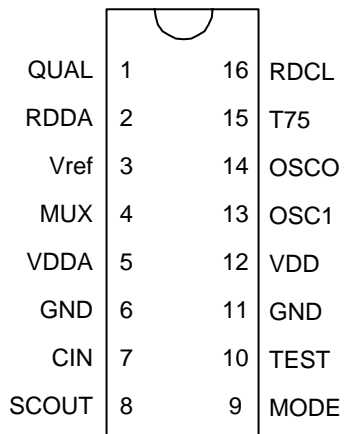 QUAL 1 16 RDCL
RDDA 2 15 T75
Vref 3 14 OSCO
MUX 4 13 OSC1
VDDA 5 12 VDD
GND 6 11 GND
CIN 7 10 TEST
SCOUT 8 9 MODE